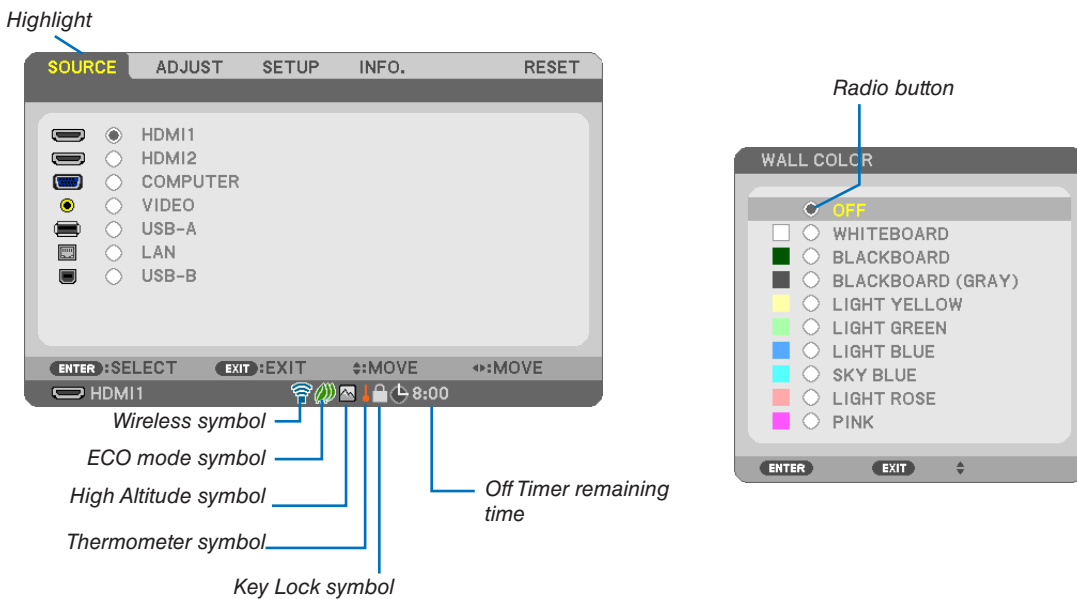 Highlight
SOURCE ADJUST SETUP INFO. RESET
HDMI1
HDMI2
COMPUTER
VIDEO
USB-A
LAN
USB-B
ENTER:SELECT EXIT:EXIT :MOVE :MOVE
HDMI1 8:00
Wireless symbol
ECO mode symbol
High Altitude symbol
Thermometer symbol
Key Lock symbol
Off Timer remaining
time
Radio button
WALL COLOR
OFF
WHITEBOARD
BLACKBOARD
BLACKBOARD (GRAY)
LIGHT YELLOW
LIGHT GREEN
LIGHT BLUE
SKY BLUE
LIGHT ROSE
PINK
ENTER EXIT